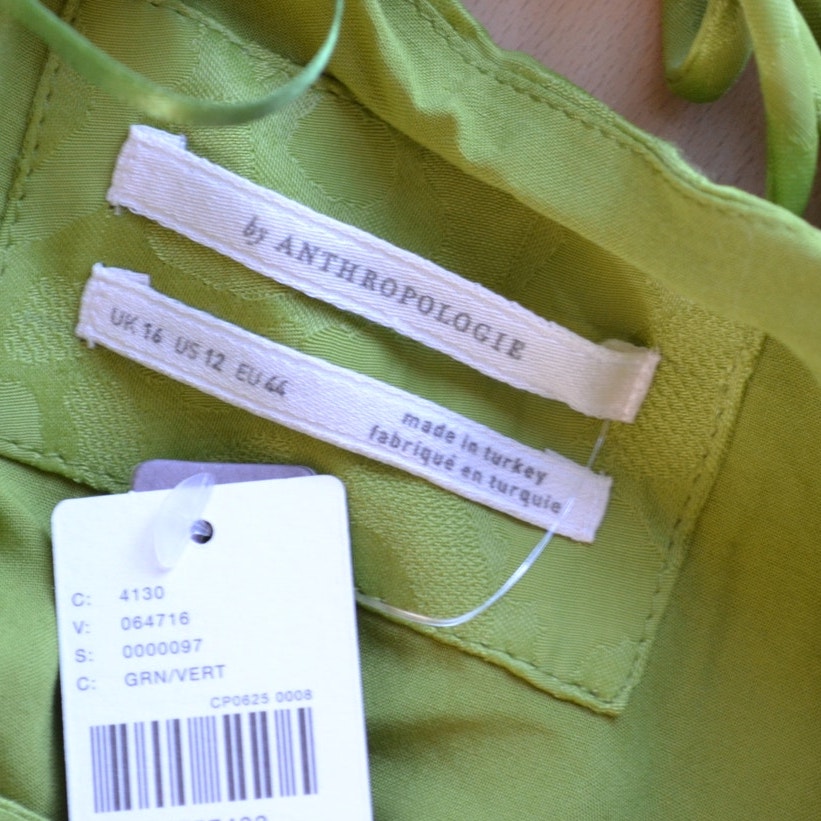 by ANTHROPOLOGIE
UK 16 US 12 EU 44
made in turkey
fabriqué en turquie
C: 4130
V: 064716
S: 0000097
C: GRN/VERT
CP0625 0008